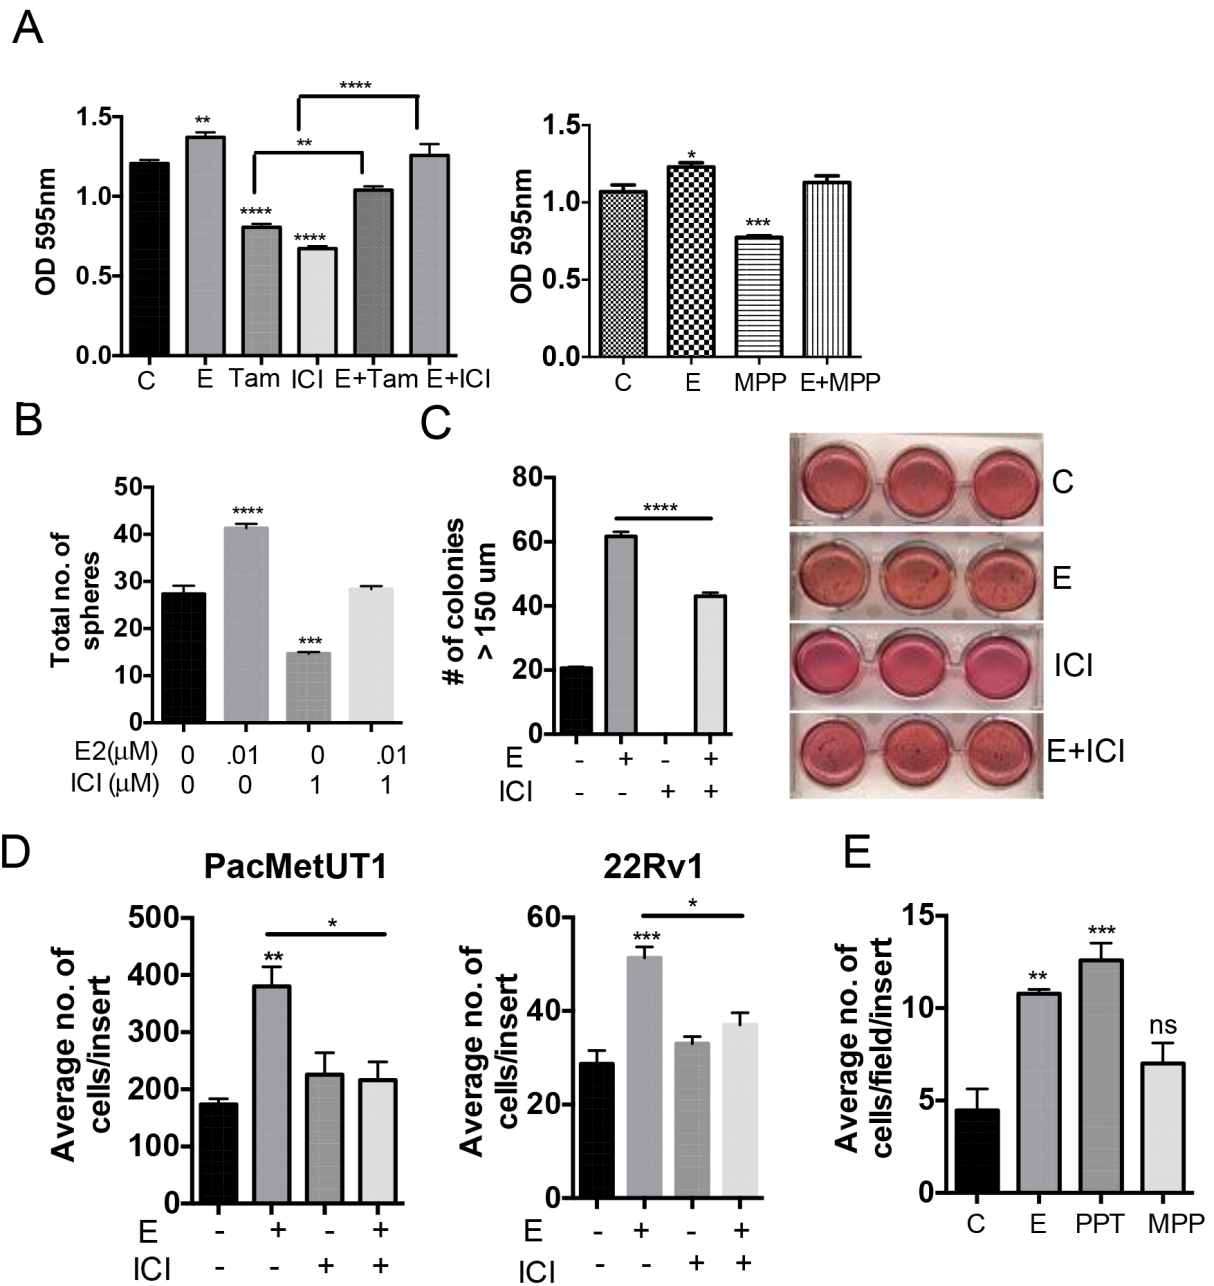 A
****
**
**
****
****
1.5
1.0
0.5
0.0
OD 595nm
C E Tam ICI E+Tam E+ICI
*
***
1.5
1.0
0.5
0.0
OD 595nm
C E MPP E+MPP
B
****
***
50
40
30
20
10
0
Total no. of
spheres
E2(μM) 0 .01 0 .01
ICI (μM) 0 0 1 1
C
****
80
60
40
20
0
# of colonies
> 150 um
E - + - +
ICI - - + +
C
E
ICI
E+ICI
D
PacMetUT1
*
**
500
400
300
200
100
0
Average no. of
cells/insert
E - + - +
ICI - - + +
22Rv1
*
***
60
40
20
0
Average no. of
cells/insert
E - + - +
ICI - - + +
E
**
***
ns
15
10
5
0
Average no. of
cells/field/insert
C E PPT MPP